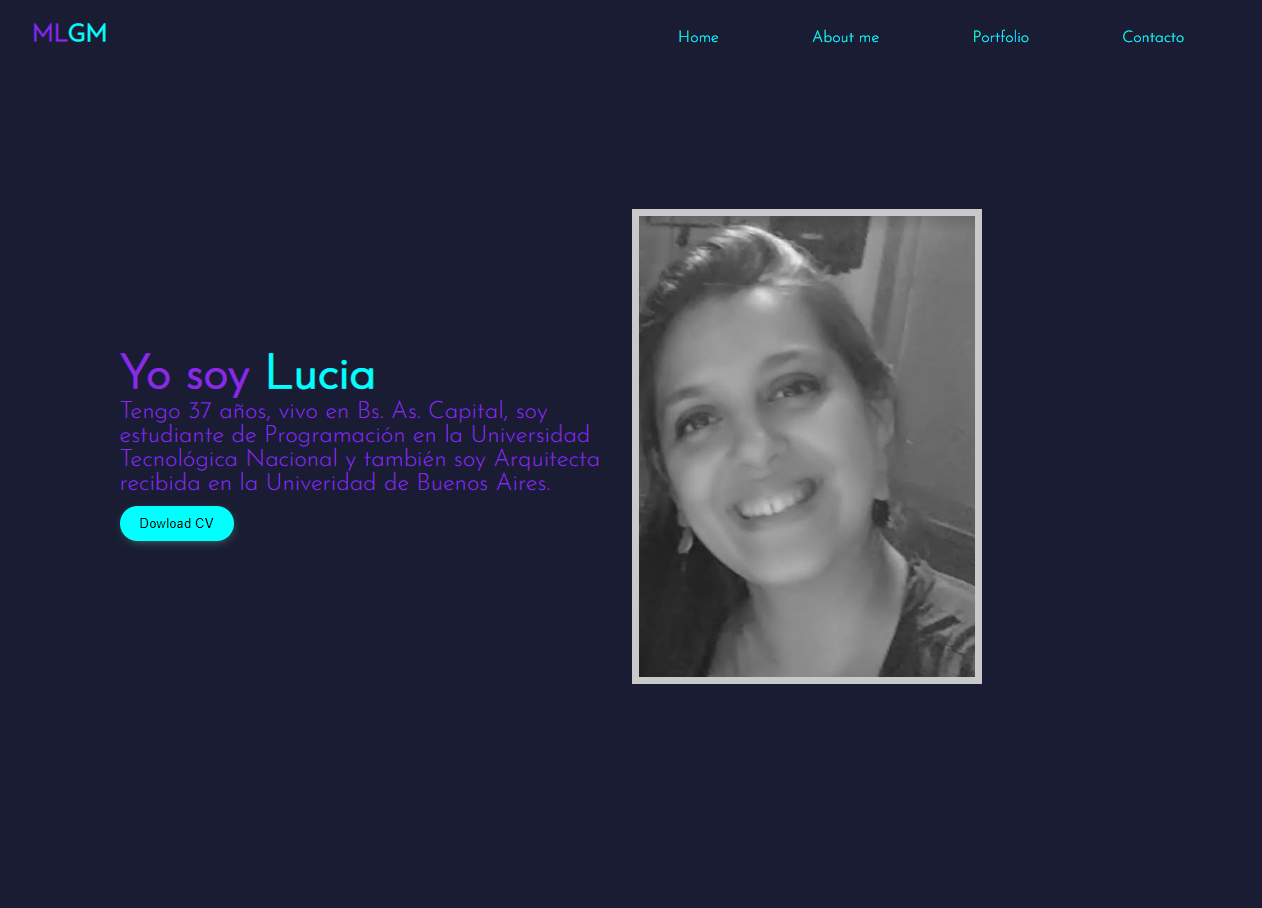 MLGM
Home
About me
Portfolio
Contacto
Yo soy Lucia
Tengo 37 años, vivo en Bs. As. Capital, soy
estudiante de Programación en la Universidad
Tecnológica Nacional y también soy Arquitecta
recibida en la Univeridad de Buenos Aires.
Dowload CV